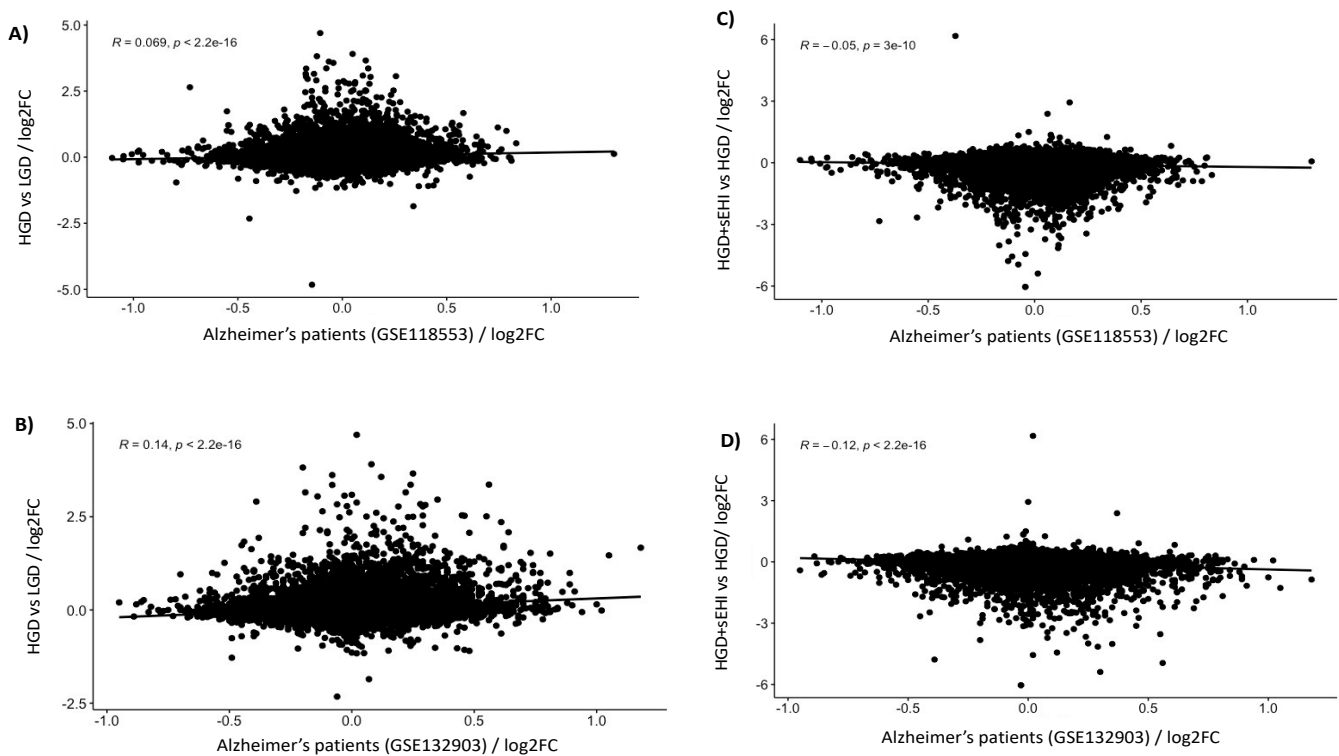 A)
R = 0.069, p < 2.2e-16
HGD vs LGD / log2FC
5.0
2.5
0.0
-2.5
-5.0
-1.0
-0.5
0.0
0.5
1.0
Alzheimer's patients (GSE118553) / log2FC
C)
R = −0.05, p = 3e-10
HGD+sEHI vs HGD / log2FC
6
3
0
-3
-6
-1.0
-0.5
0.0
0.5
1.0
Alzheimer's patients (GSE118553) / log2FC
B)
R = 0.14, p < 2.2e-16
HGD vs LGD / log2FC
5.0
2.5
0.0
-2.5
-1.0
-0.5
0.0
0.5
1.0
Alzheimer's patients (GSE132903) / log2FC
D)
R = −0.12, p < 2.2e-16
HGD+sEHI vs HGD/ log2FC
6
3
0
-3
-6
-1.0
-0.5
0.0
0.5
1.0
Alzheimer's patients (GSE132903) / log2FC